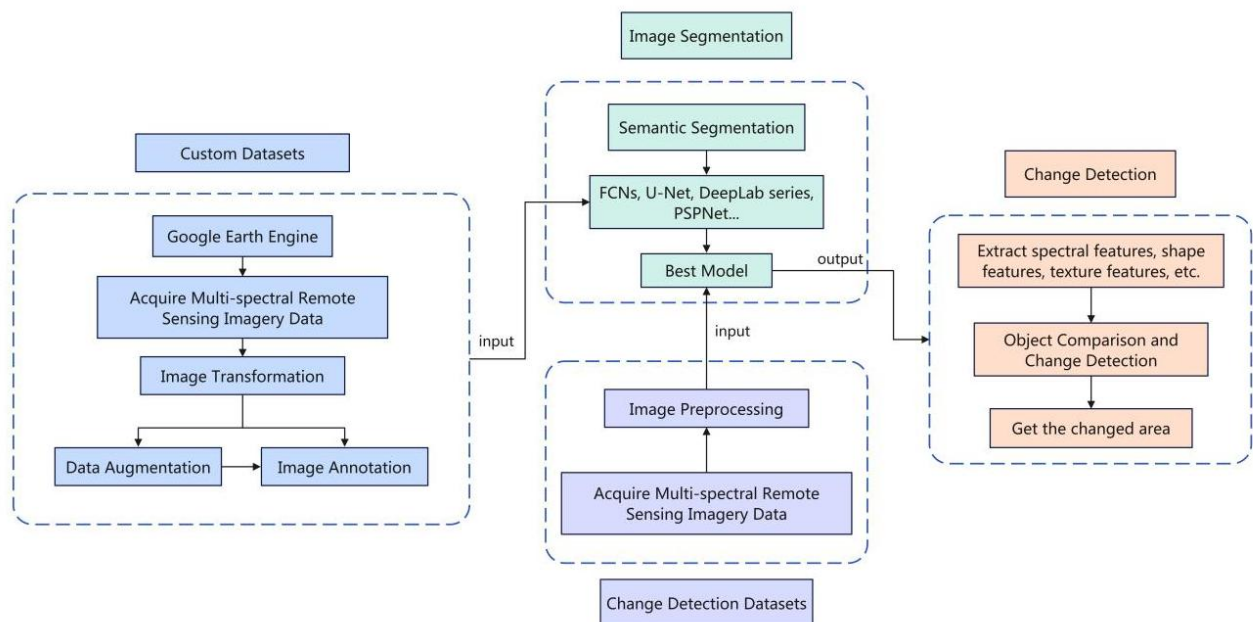 Image Segmentation
Semantic Segmentation
FCNs, U-Net, DeepLab series,
PSPNet...
Best Model
Custom Datasets
Google Earth Engine
Acquire Multi-spectral Remote
Sensing Imagery Data
Image Transformation
Data Augmentation
Image Annotation
input
input
output
Image Preprocessing
Acquire Multi-spectral Remote
Sensing Imagery Data
Change Detection Datasets
Change Detection
Extract spectral features, shape
features, texture features, etc.
Object Comparison and
Change Detection
Get the changed area